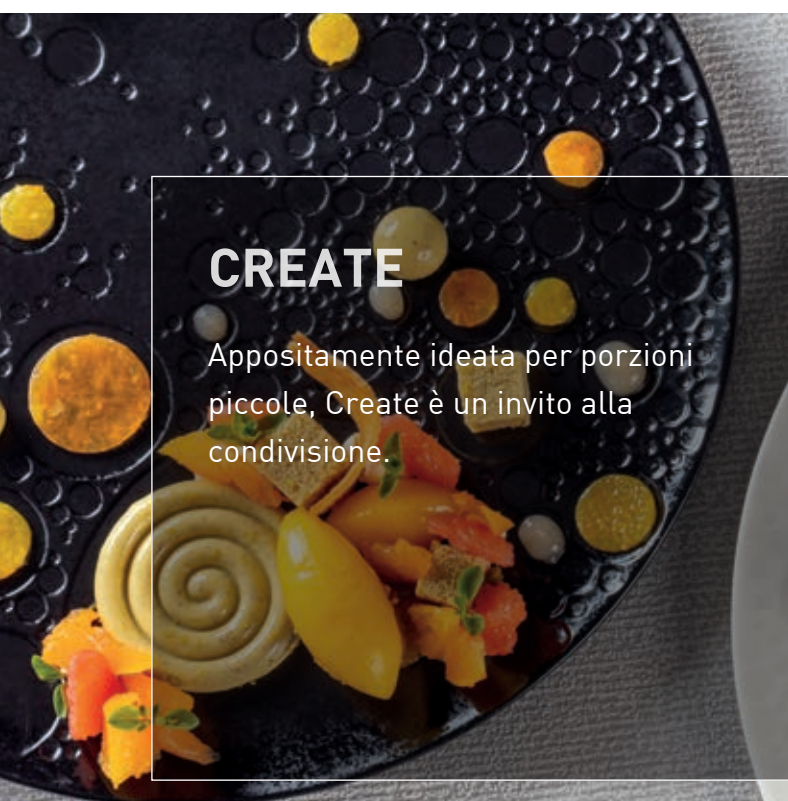 CREATE
Appositamente ideata per porzioni
piccole, Create è un invito alla
condivisione.